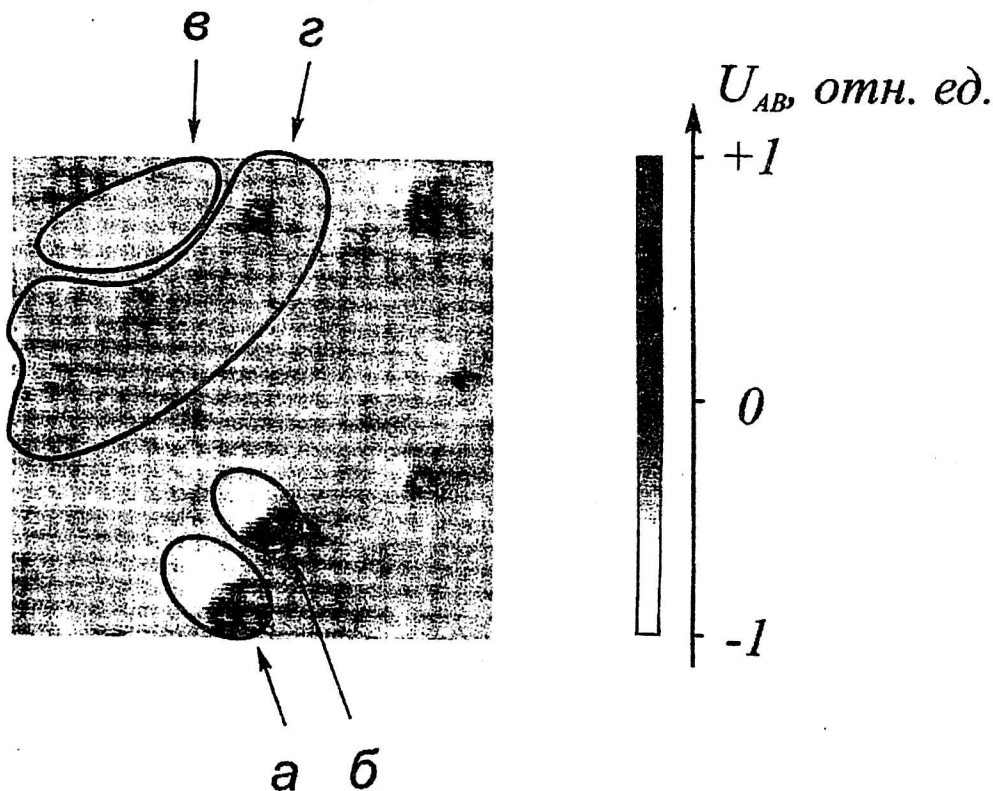 в г
U_AB, отн. ед.
+1
0
-1
а б